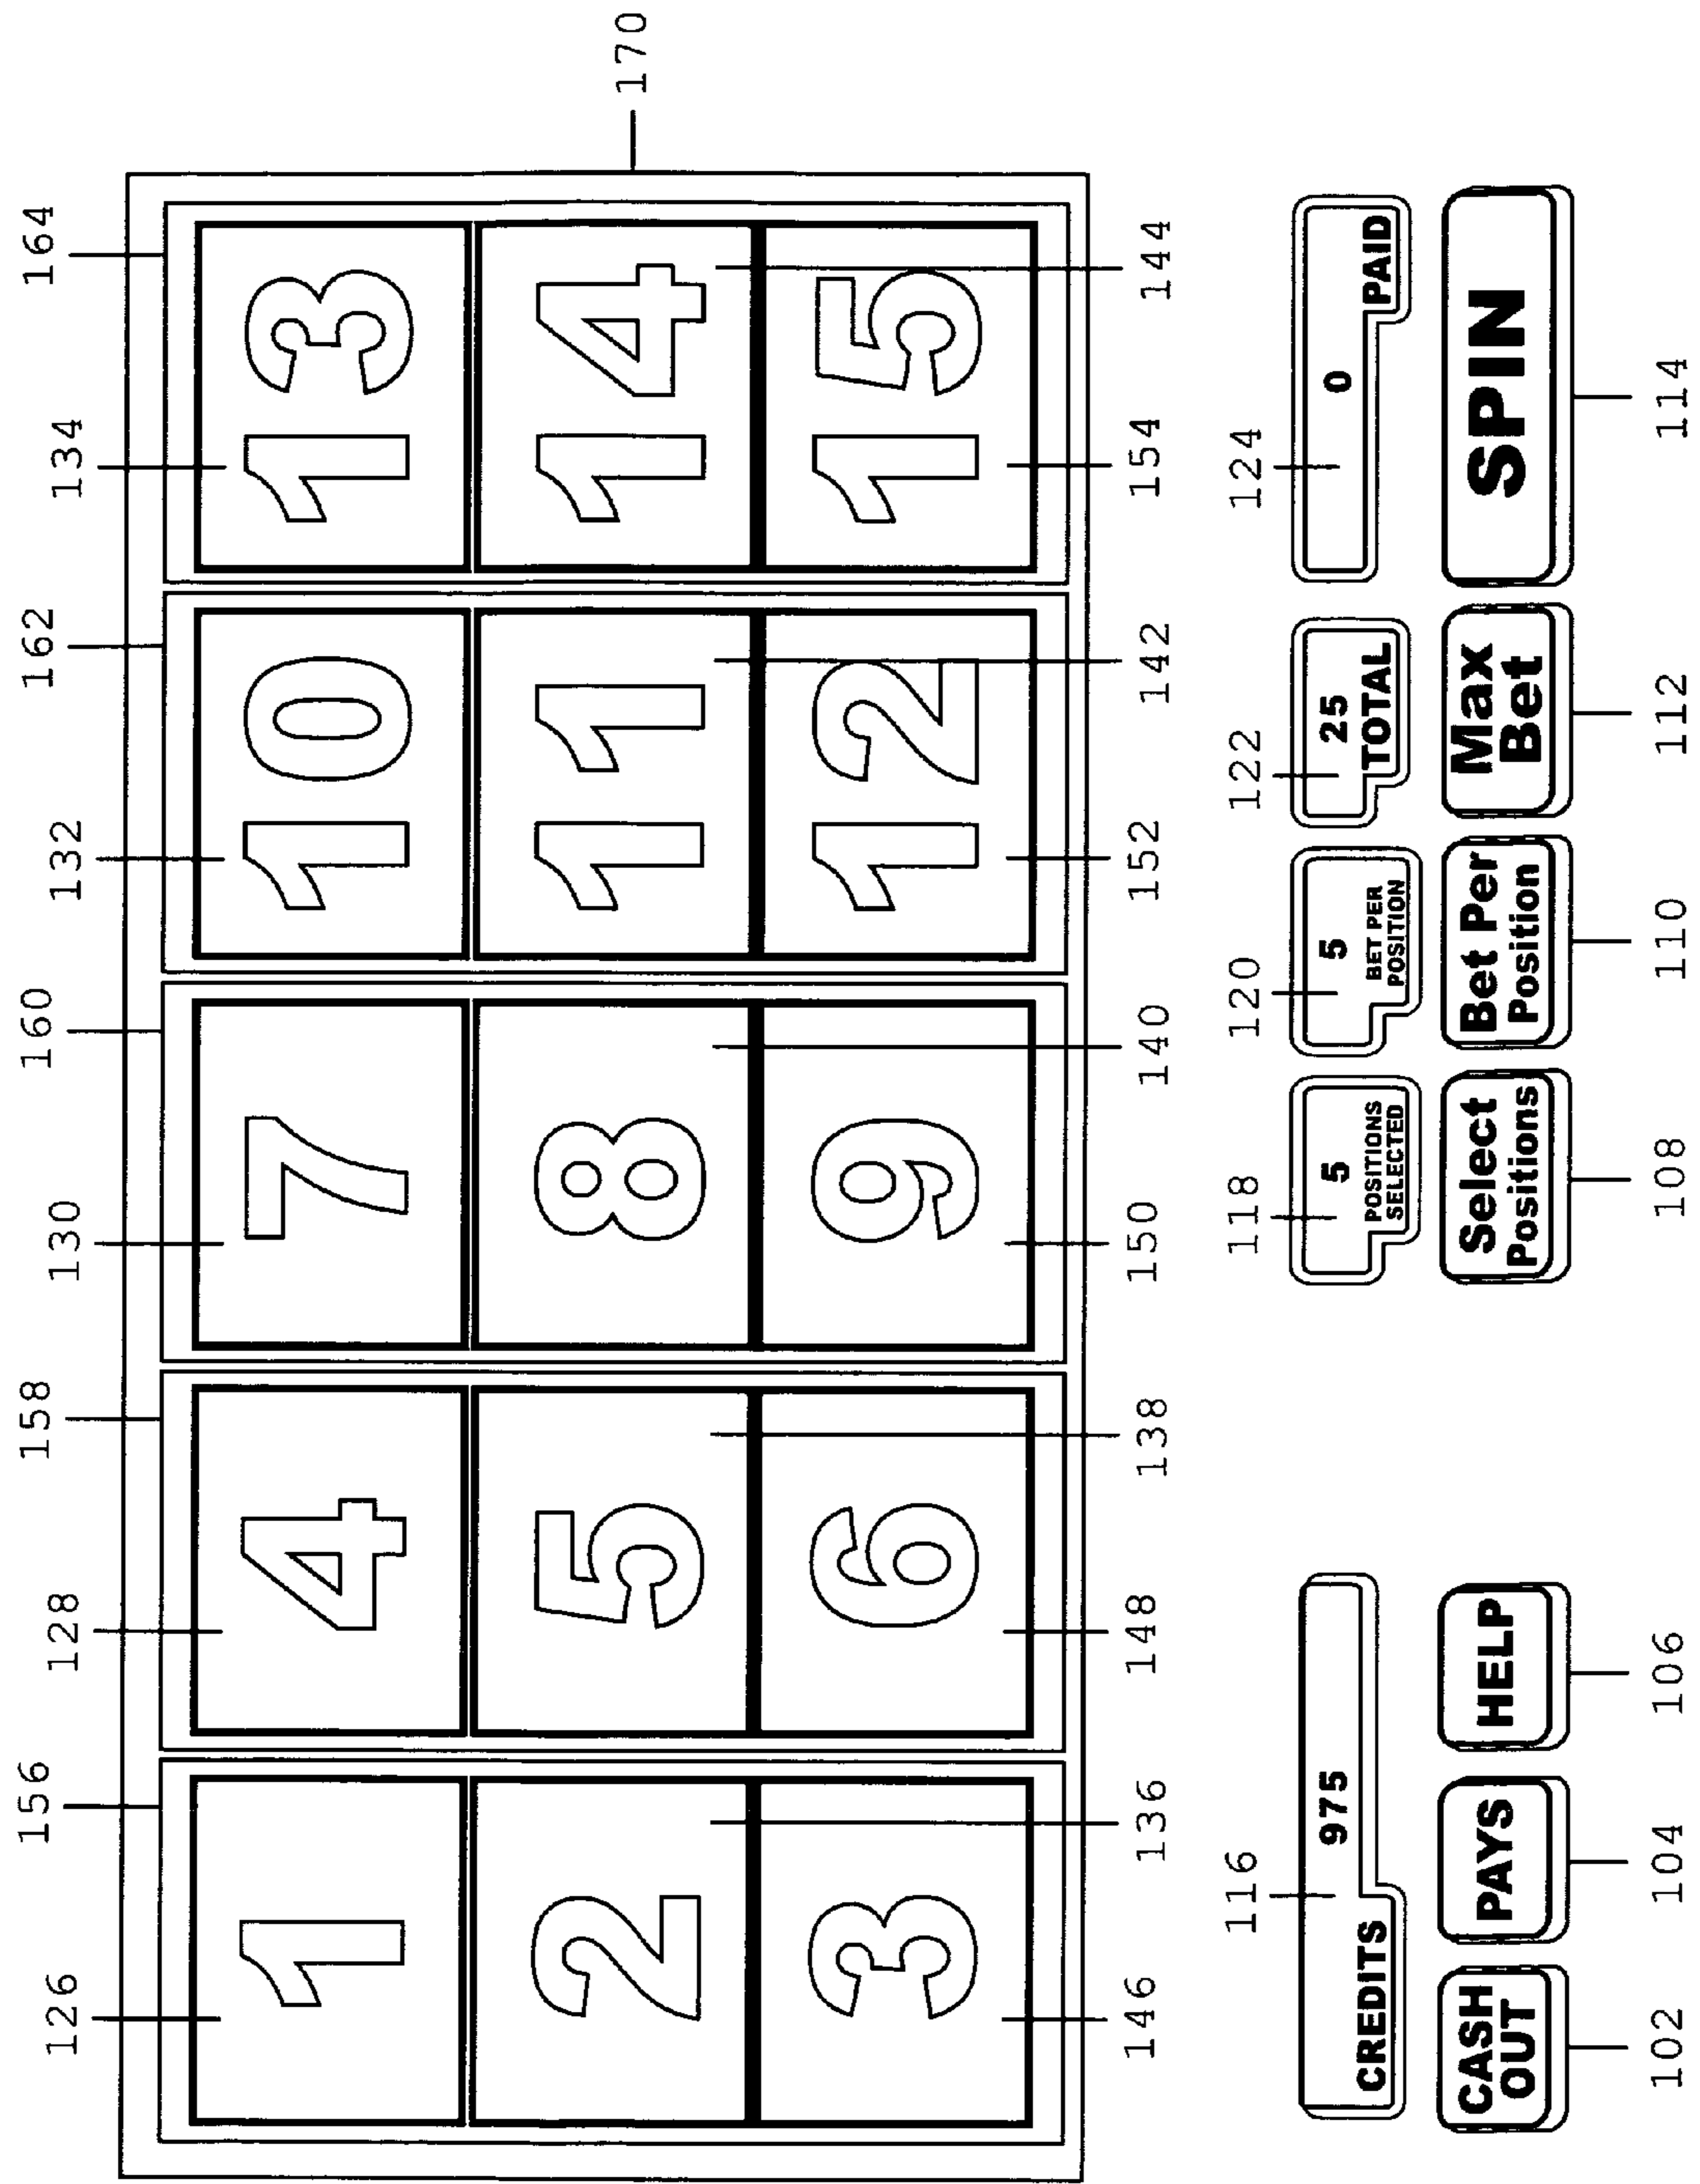 156 158 160 162 164
126 128 130 132 134
1 4 7 10 13
170
2 5 8 11 14
3 6 9 12 15
136 138 140 142 144
146 148 150 152 154
116 118 120 122 124
975 5 5 25 0
CREDITS POSITIONS SELECTED BET PER POSITION TOTAL PAID
CASH OUT PAYS HELP Select Positions Bet Per Position Max Bet SPIN
102 104 106 108 110 112 114